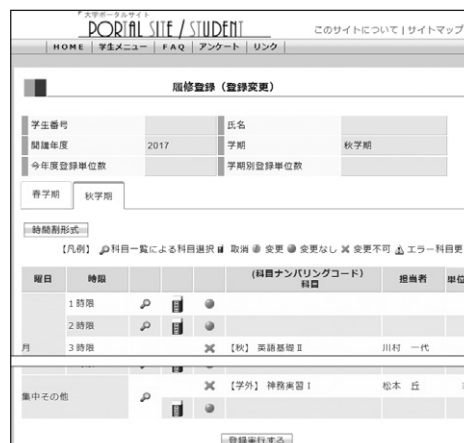 大学ポータルサイト
PORTAL SITE / STUDENT
このサイトについて | サイトマップ
| HOME | 学生メニュー | FAQ | アンケート | リンク |
履修登録（登録変更）
学生番号 氏名
開講年度 2017 学期 秋学期
今年度登録単位数 学期別登録単位数
春学期 秋学期
時間割形式
【凡例】 科目一覧による科目選択 取消 変更 変更なし 変更不可 エラー科目更
曜日 時限 (科目ナンバリングコード) 科目 担当者 単位
1時限
2時限
月 3時限 【秋】 英語基礎Ⅱ 川村 一代
集中その他 【学外】 神務実習Ⅰ 松本 丘
登録実行する